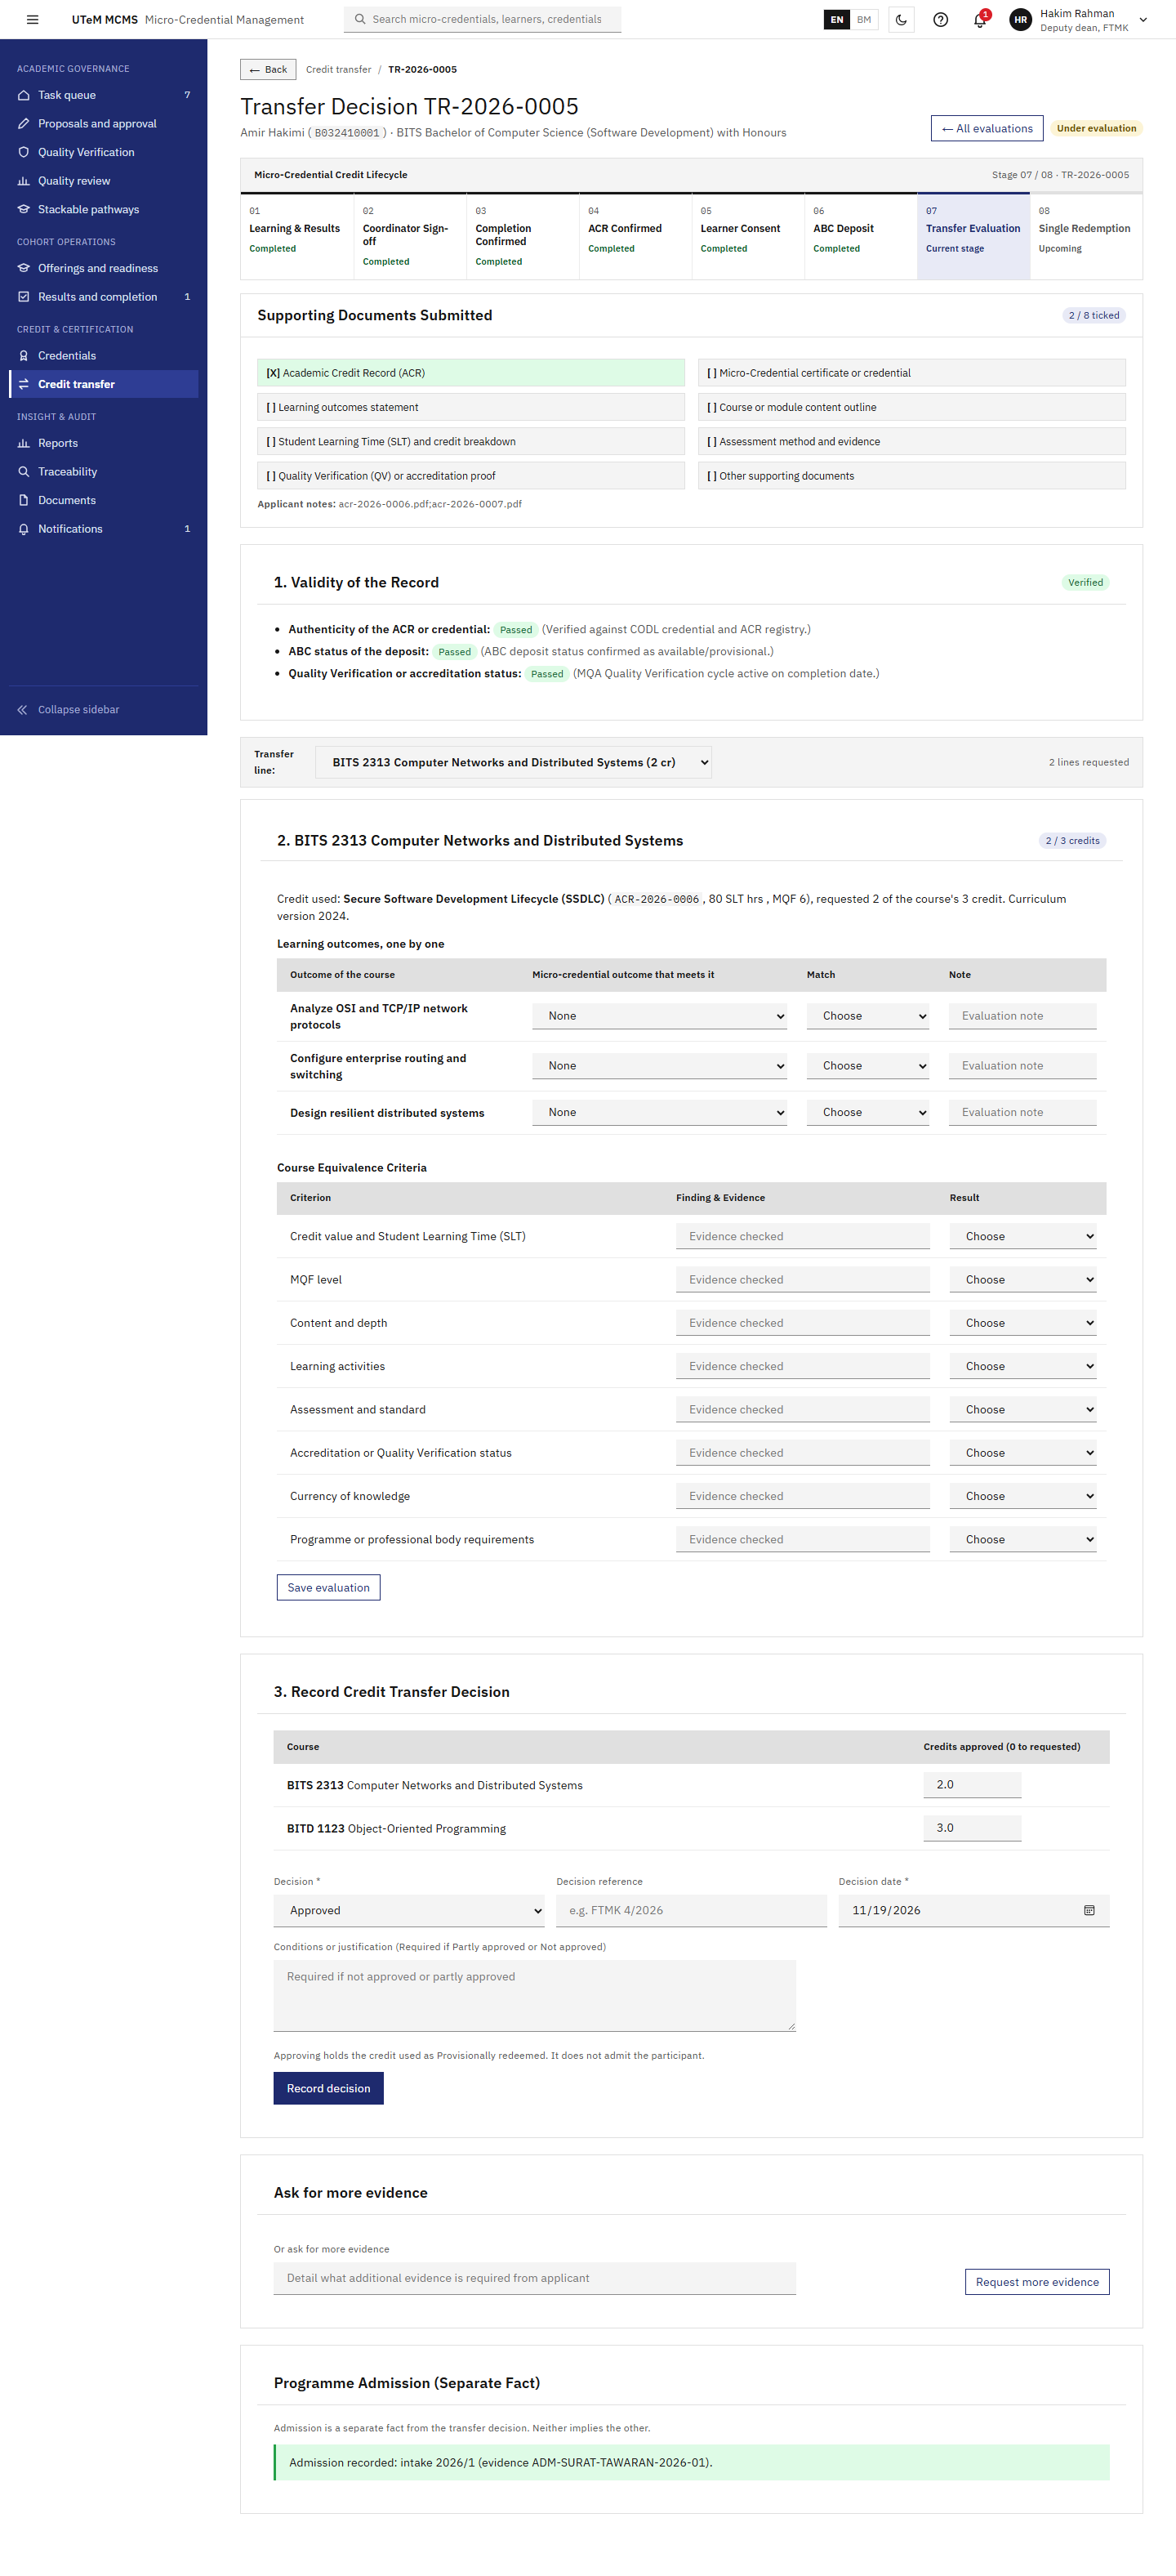 UTeM MCMS Micro-Credential Management
Search micro-credentials, learners, credentials
EN BM
1
HR
Hakim Rahman
Deputy dean, FTMK
ACADEMIC GOVERNANCE
Task queue 7
Proposals and approval
Quality Verification
Quality review
Stackable pathways
COHORT OPERATIONS
Offerings and readiness
Results and completion 1
CREDIT & CERTIFICATION
Credentials
Credit transfer
INSIGHT & AUDIT
Reports
Traceability
Documents
Notifications 1
Collapse sidebar
← Back Credit transfer / TR-2026-0005
Transfer Decision TR-2026-0005
Amir Hakimi ( B032410001 ) · BITS Bachelor of Computer Science (Software Development) with Honours
← All evaluations Under evaluation
Micro-Credential Credit Lifecycle Stage 07 / 08 · TR-2026-0005
01
Learning & Results
Completed
02
Coordinator Sign-
off
Completed
03
Completion
Confirmed
Completed
04
ACR Confirmed
Completed
05
Learner Consent
Completed
06
ABC Deposit
Completed
07
Transfer Evaluation
Current stage
08
Single Redemption
Upcoming
Supporting Documents Submitted 2 / 8 ticked
[X] Academic Credit Record (ACR) [ ] Micro-Credential certificate or credential
[ ] Learning outcomes statement [ ] Course or module content outline
[ ] Student Learning Time (SLT) and credit breakdown [ ] Assessment method and evidence
[ ] Quality Verification (QV) or accreditation proof [ ] Other supporting documents
Applicant notes: acr-2026-0006.pdf;acr-2026-0007.pdf
1. Validity of the Record Verified
• Authenticity of the ACR or credential: Passed (Verified against CODL credential and ACR registry.)
• ABC status of the deposit: Passed (ABC deposit status confirmed as available/provisional.)
• Quality Verification or accreditation status: Passed (MQA Quality Verification cycle active on completion date.)
Transfer
line:
BITS 2313 Computer Networks and Distributed Systems (2 cr) 2 lines requested
2. BITS 2313 Computer Networks and Distributed Systems 2 / 3 credits
Credit used: Secure Software Development Lifecycle (SSDLC) ( ACR-2026-0006 , 80 SLT hrs , MQF 6), requested 2 of the course's 3 credit. Curriculum
version 2024.
Learning outcomes, one by one
Outcome of the course Micro-credential outcome that meets it Match Note
Analyze OSI and TCP/IP network
protocols
None Choose Evaluation note
Configure enterprise routing and
switching
None Choose Evaluation note
Design resilient distributed systems None Choose Evaluation note
Course Equivalence Criteria
Criterion Finding & Evidence Result
Credit value and Student Learning Time (SLT) Evidence checked Choose
MQF level Evidence checked Choose
Content and depth Evidence checked Choose
Learning activities Evidence checked Choose
Assessment and standard Evidence checked Choose
Accreditation or Quality Verification status Evidence checked Choose
Currency of knowledge Evidence checked Choose
Programme or professional body requirements Evidence checked Choose
Save evaluation
3. Record Credit Transfer Decision
Course Credits approved (0 to requested)
BITS 2313 Computer Networks and Distributed Systems 2.0
BITD 1123 Object-Oriented Programming 3.0
Decision * Decision reference Decision date *
Approved e.g. FTMK 4/2026 11/19/2026
Conditions or justification (Required if Partly approved or Not approved)
Required if not approved or partly approved
Approving holds the credit used as Provisionally redeemed. It does not admit the participant.
Record decision
Ask for more evidence
Or ask for more evidence
Detail what additional evidence is required from applicant Request more evidence
Programme Admission (Separate Fact)
Admission is a separate fact from the transfer decision. Neither implies the other.
Admission recorded: intake 2026/1 (evidence ADM-SURAT-TAWARAN-2026-01).